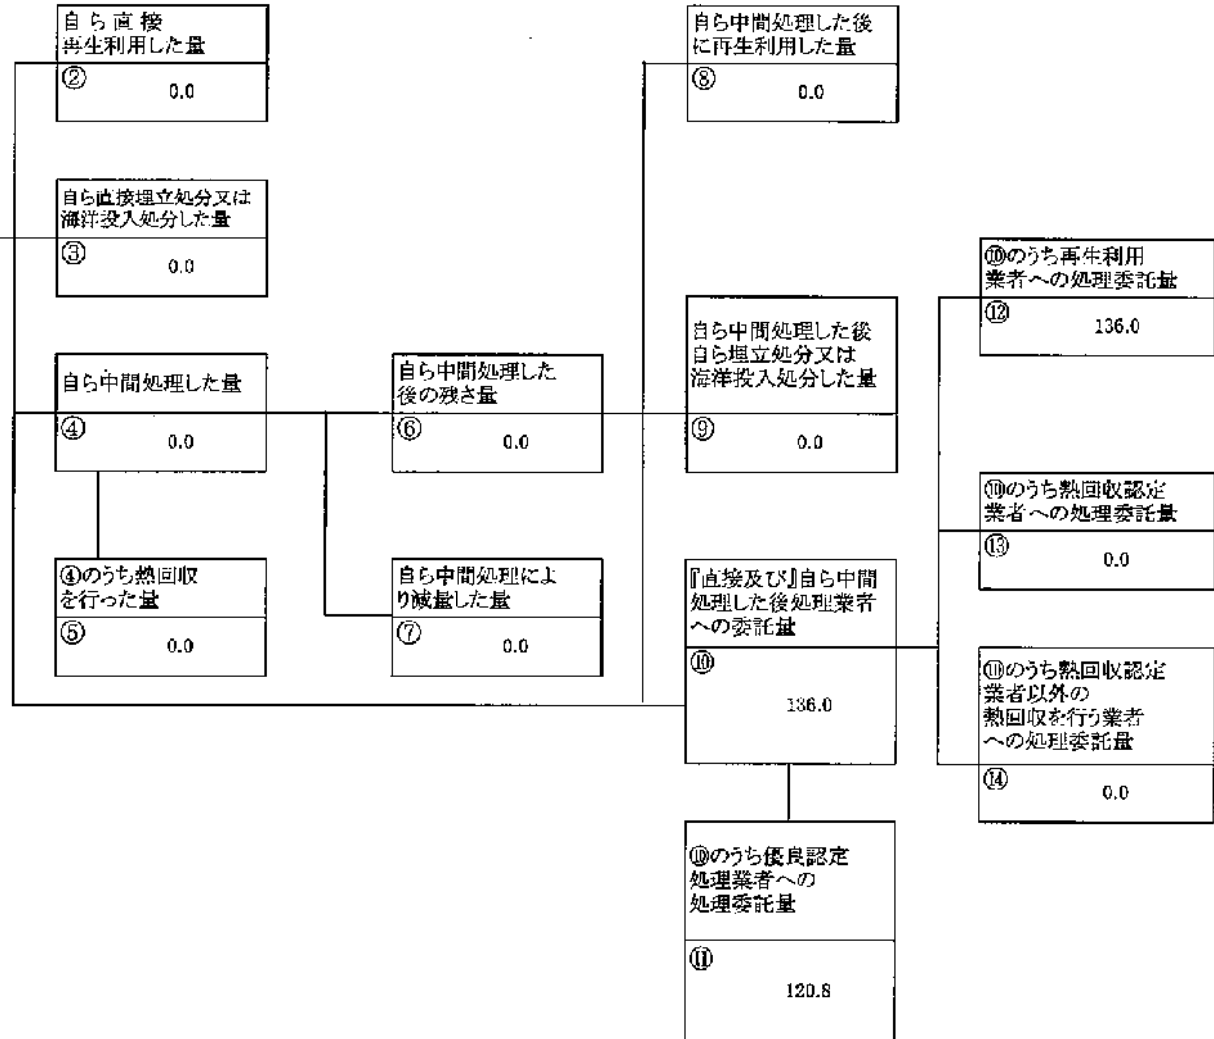 自ら直接
再生利用した量
②
0.0
自ら中間処理した後
に再生利用した量
⑧
0.0
自ら直接埋立処分又は
海洋投入処分した量
③
0.0
⑩のうち再生利用
業者への処理委託量
⑫
136.0
自ら中間処理した量
④
0.0
自ら中間処理した
後の残さ量
⑥
0.0
自ら中間処理した後
自ら埋立処分又は
海洋投入処分した量
⑨
0.0
⑩のうち熱回収認定
業者への処理委託量
⑬
0.0
④のうち熱回収
を行った量
⑤
0.0
自ら中間処理によ
り減量した量
⑦
0.0
『直接及び』自ら中間
処理した後処理業者
への委託量
⑩
136.0
⑩のうち熱回収認定
業者以外の
熱回収を行う業者
への処理委託量
⑭
0.0
⑩のうち優良認定
処理業者への
処理委託量
⑪
120.8